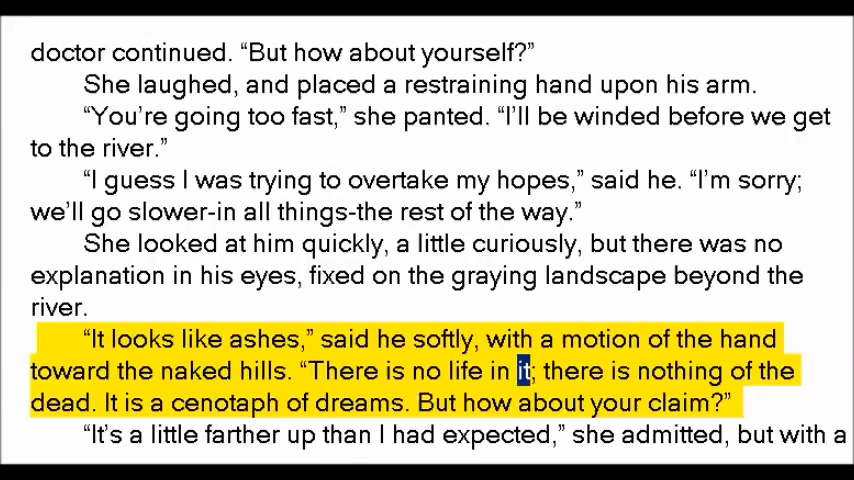 doctor continued. “But how about yourself?”
She laughed, and placed a restraining hand upon his arm.
“You’re going too fast,” she panted. “I’ll be winded before we get
to the river.”
“I guess I was trying to overtake my hopes,” said he. “I’m sorry;
we’ll go slower-in all things-the rest of the way.”
She looked at him quickly, a little curiously, but there was no
explanation in his eyes, fixed on the graying landscape beyond the
river.
“It looks like ashes,” said he softly, with a motion of the hand
toward the naked hills. “There is no life in it; there is nothing of the
dead. It is a cenotaph of dreams. But how about your claim?”
“It’s a little farther up than I had expected,” she admitted, but with a